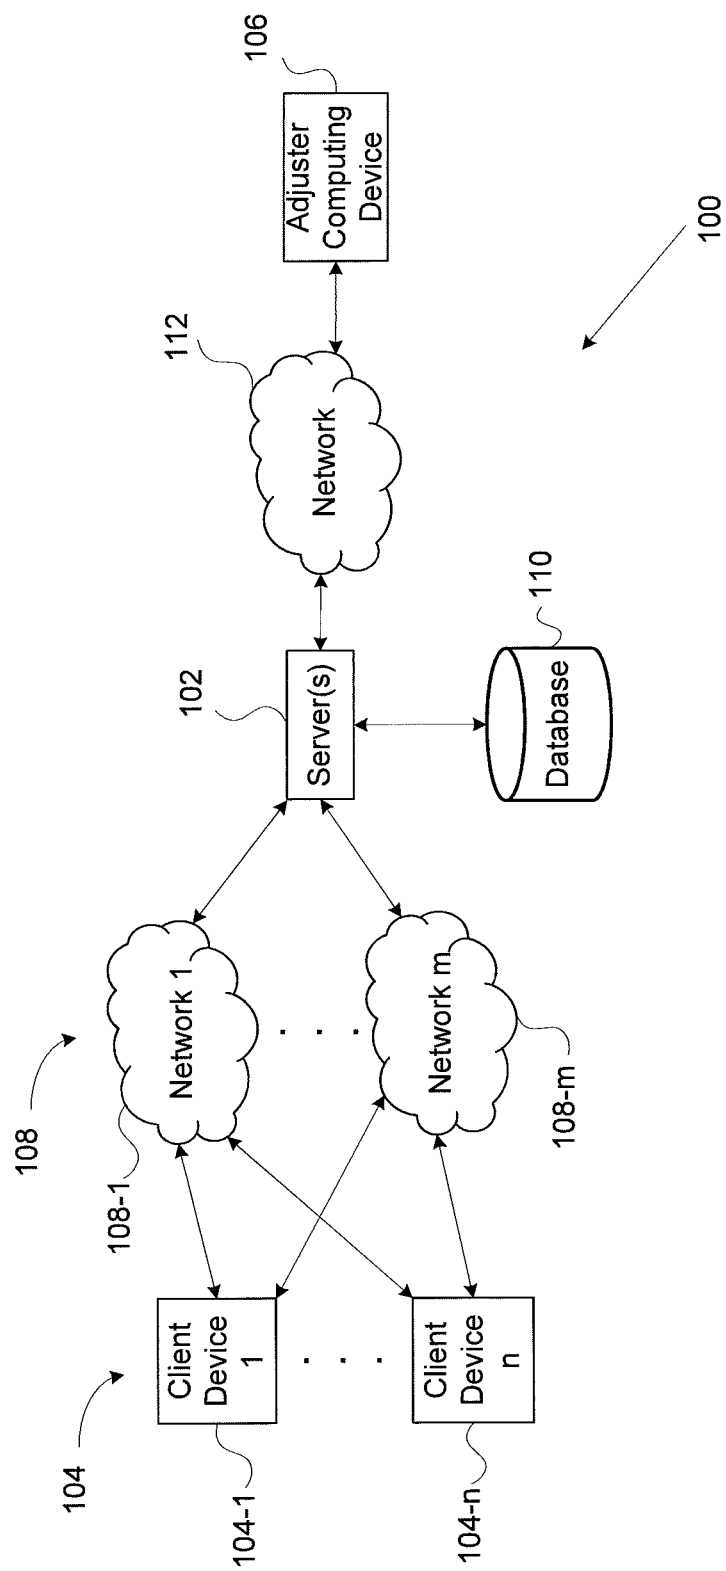 104
104-1
Client
Device
1
. . .
104-n
Client
Device
n
108
108-1
Network 1
. . .
Network m
108-m
102
Server(s)
Database
110
112
Network
106
Adjuster
Computing
Device
100